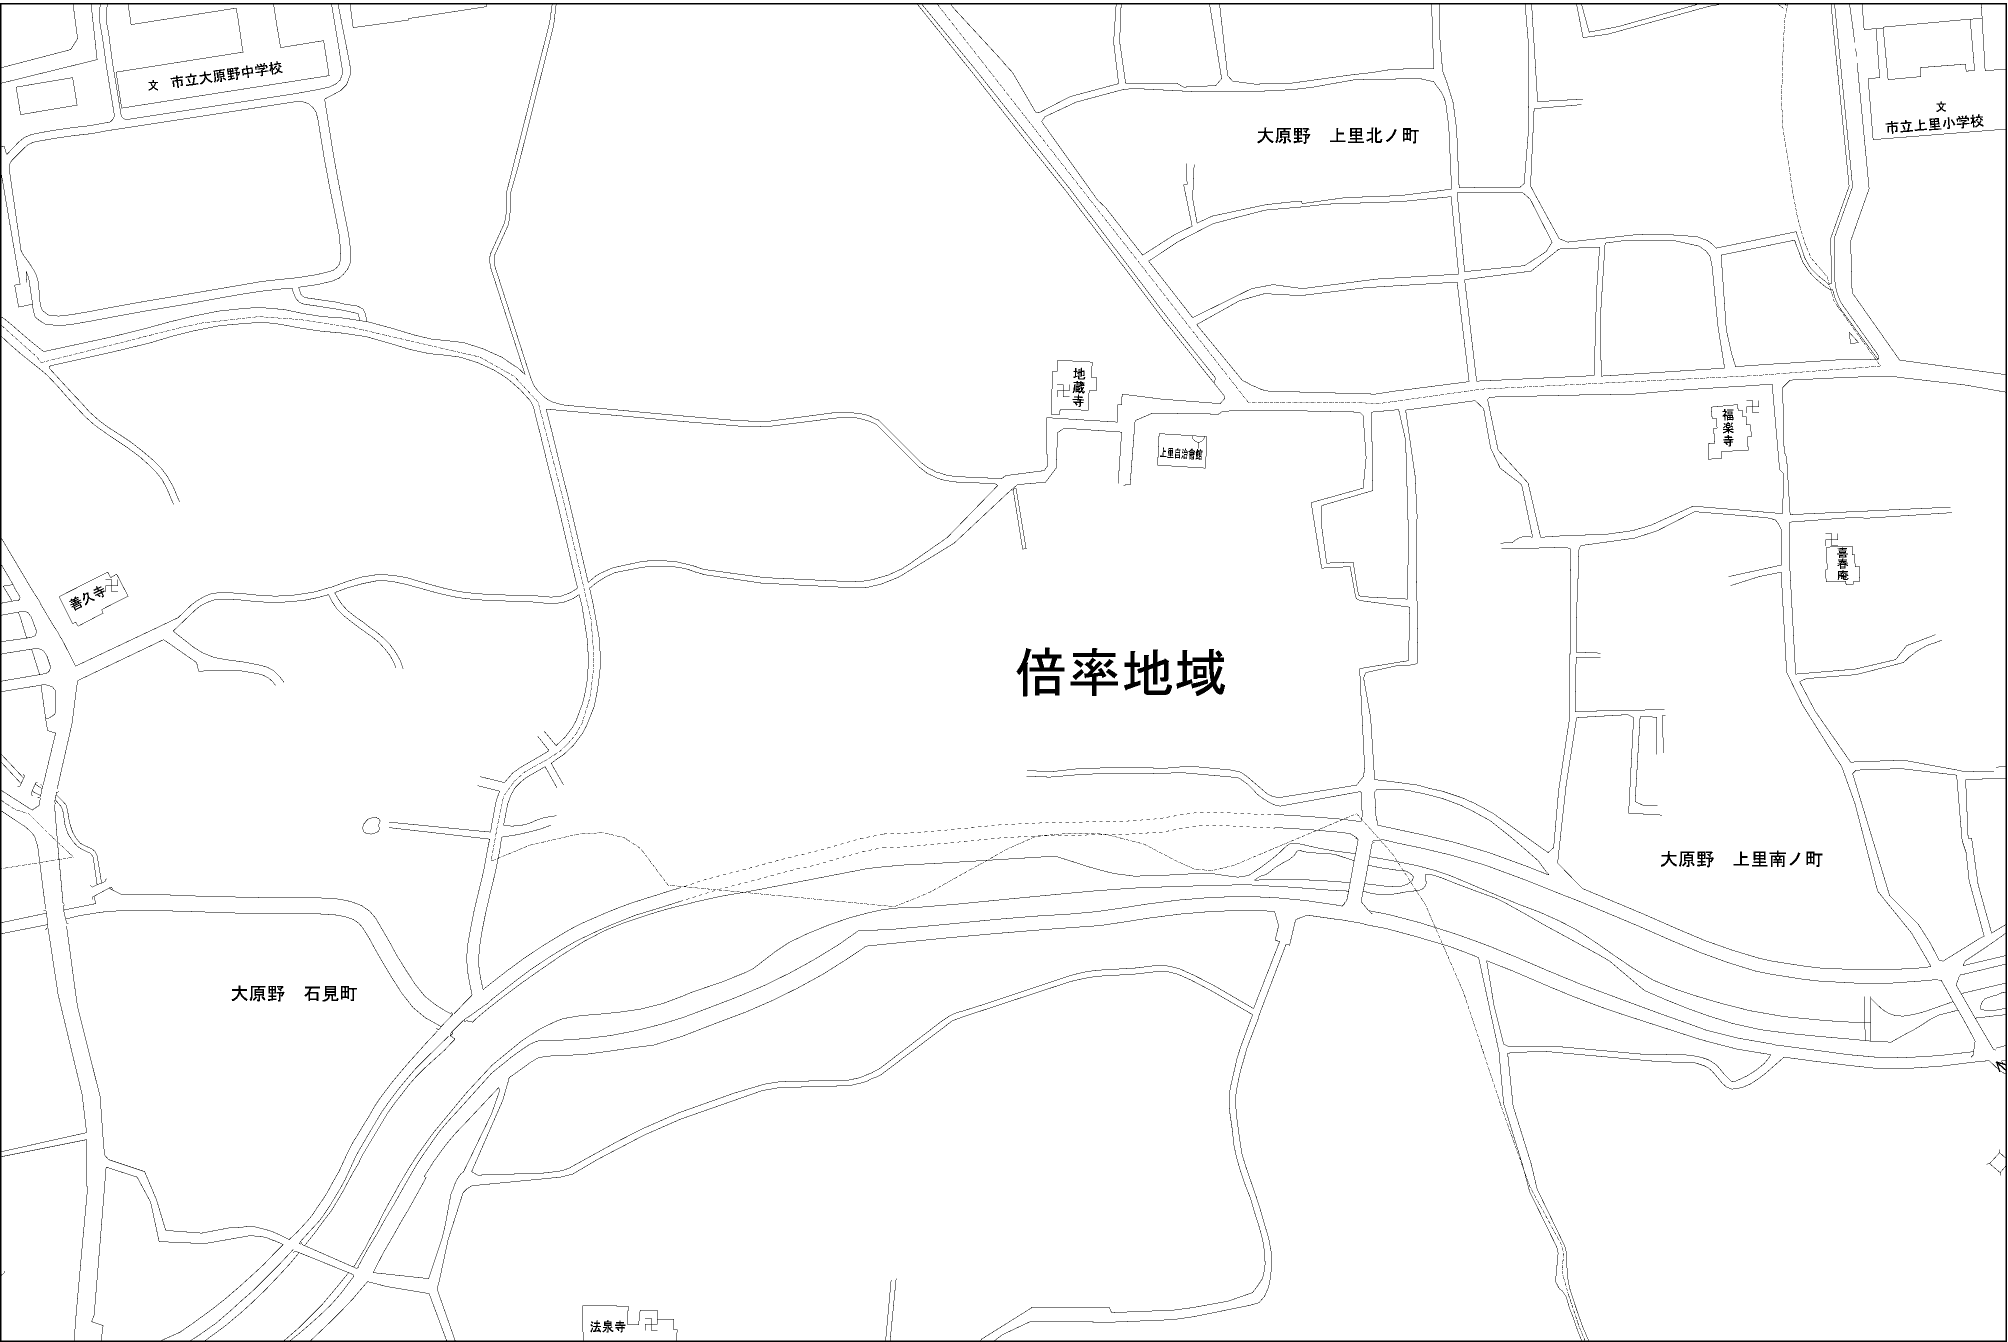 文 市立大原野中学校
文
市立上里小学校
大原野 上里北ノ町
地蔵寺
上里自治會館
福楽寺
喜春庵
善久寺
倍率地域
大原野 上里南ノ町
大原野 石見町
法泉寺